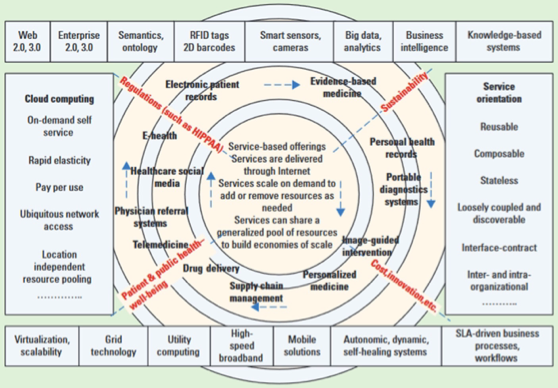 Web
2.0, 3.0
Enterprise
2.0, 3.0
Semantics,
ontology
RFID tags
2D barcodes
Smart sensors,
cameras
Big data,
analytics
Business
intelligence
Knowledge-based
systems
Cloud computing
On-demand self
service
Rapid elasticity
Pay per use
Ubiquitous network
access
Location
independent
resource pooling
..............
Regulations (such as HIPPAA)
Sustainability
Electronic patient
records
Evidence-based
medicine
E-health
Healthcare social
media
Physician referral
systems
Telemedicine
Drug delivery
Supply chain
management
Personalized
medicine
Image-guided
intervention
Portable
diagnostics
systems
Personal health
records
Service-based offerings
Services are delivered
through Internet
Services scale on demand to
add or remove resources as
needed
Services can share a
generalized pool of resources
to build economies of scale
Patient & public health
well-being
Cost,innovation,etc.
Service
orientation
Reusable
Composable
Stateless
Loosely coupled and
discoverable
Interface-contract
Inter- and intra-
organizational
...........
Virtualization,
scalability
Grid
technology
Utility
computing
High-
speed
broadband
Mobile
solutions
Autonomic, dynamic,
self-healing systems
SLA-driven business
processes,
workflows